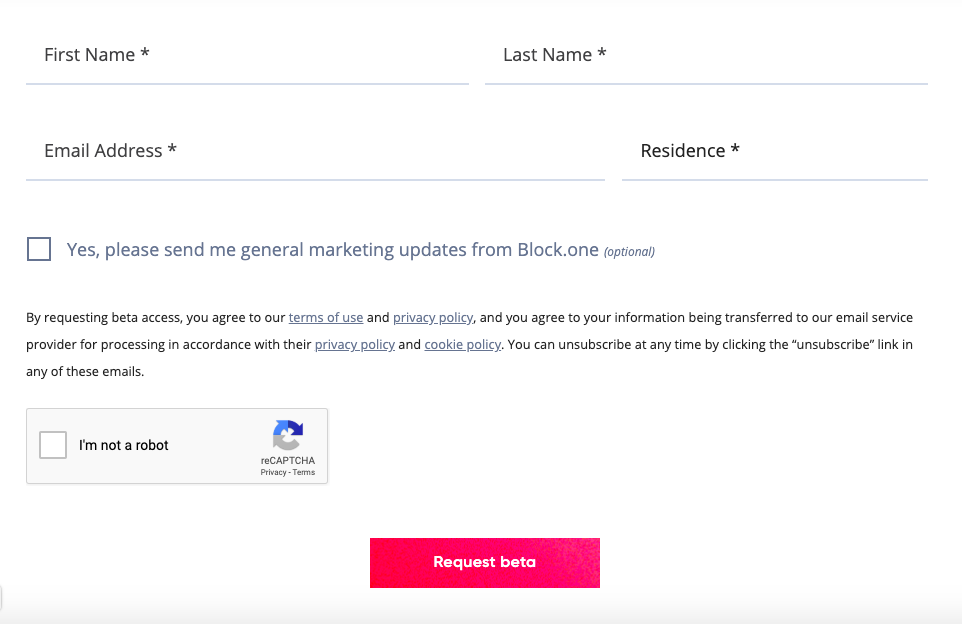 First Name *
Last Name *
Email Address *
Residence *
Yes, please send me general marketing updates from Block.one (optional)
By requesting beta access, you agree to our terms of use and privacy policy, and you agree to your information being transferred to our email service
provider for processing in accordance with their privacy policy and cookie policy. You can unsubscribe at any time by clicking the “unsubscribe” link in
any of these emails.
I'm not a robot
reCAPTCHA
Privacy - Terms
Request beta